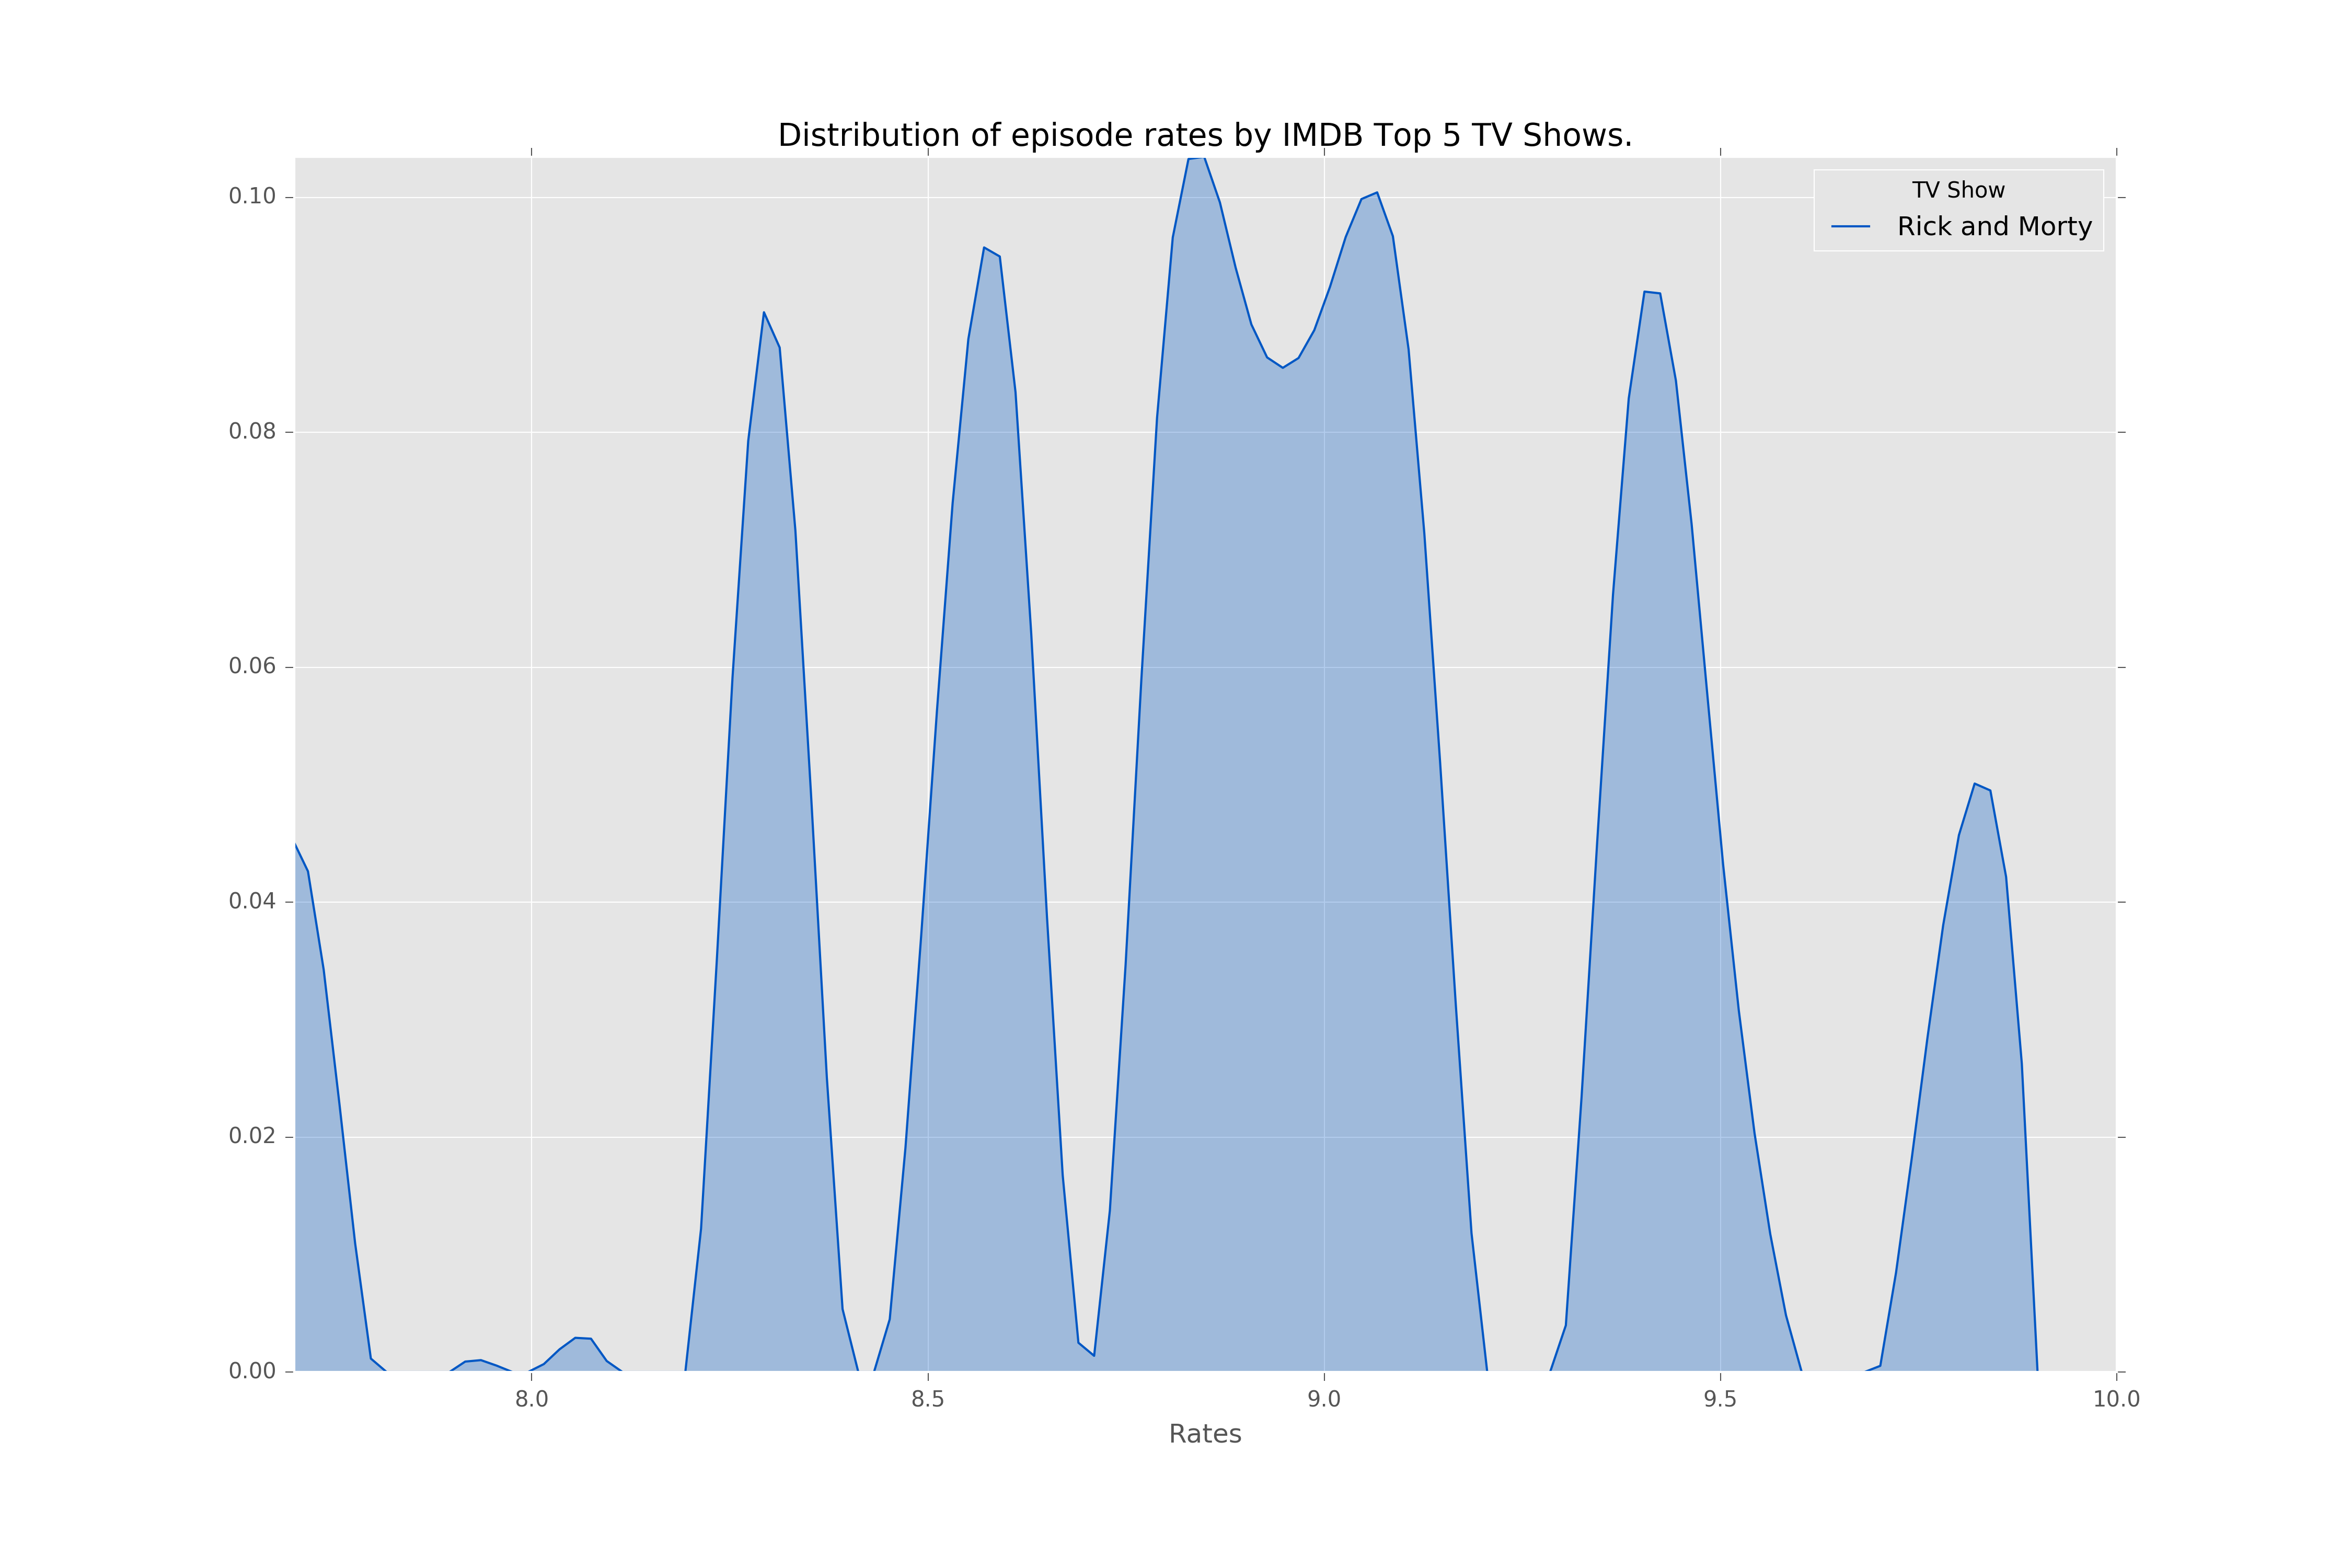 Distribution of episode rates by IMDB Top 5 TV Shows.
TV Show
Rick and Morty
0.10
0.08
0.06
0.04
0.02
0.00
8.0 8.5 9.0 9.5 10.0
Rates